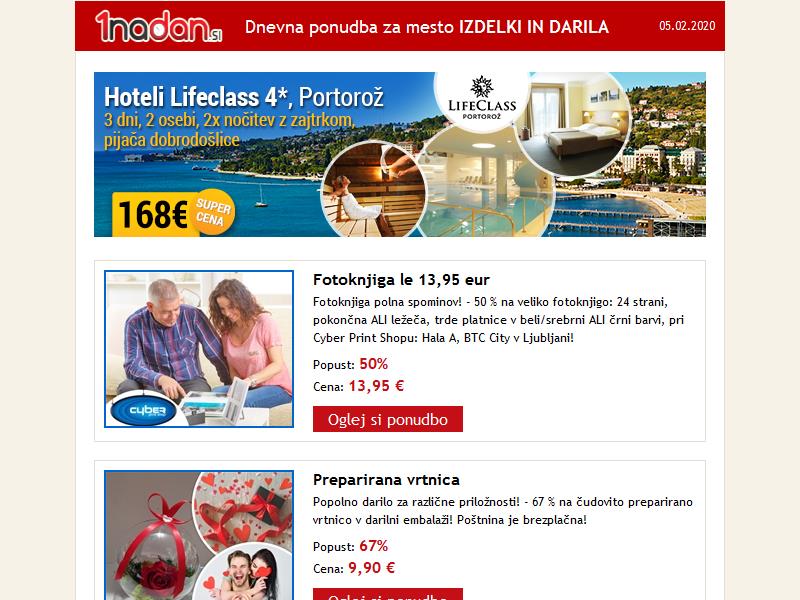 1nadan.si
Dnevna ponudba za mesto IZDELKI IN DARILA
05.02.2020
Hoteli Lifeclass 4*, Portorož
3 dni, 2 osebi, 2x nočitev z zajtrkom,
pijača dobrodošlice
LIFECLASS
PORTOROŽ
168€
SUPER
CENA
Fotoknjiga le 13,95 eur
Fotoknjiga polna spominov! - 50 % na veliko fotoknjigo: 24 strani,
pokončna ALI ležeča, trde platnice v beli/srebrni ALI črni barvi, pri
Cyber Print Shopu: Hala A, BTC City v Ljubljani!
Popust: 50%
Cena: 13,95 €
Oglej si ponudbo
cyber
Preparirana vrtnica
Popolno darilo za različne priložnosti! - 67 % na čudovito preparirano
vrtnico v darilni embalaži! Poštnina je brezplačna!
Popust: 67%
Cena: 9,90 €
Oglej si ponudbo